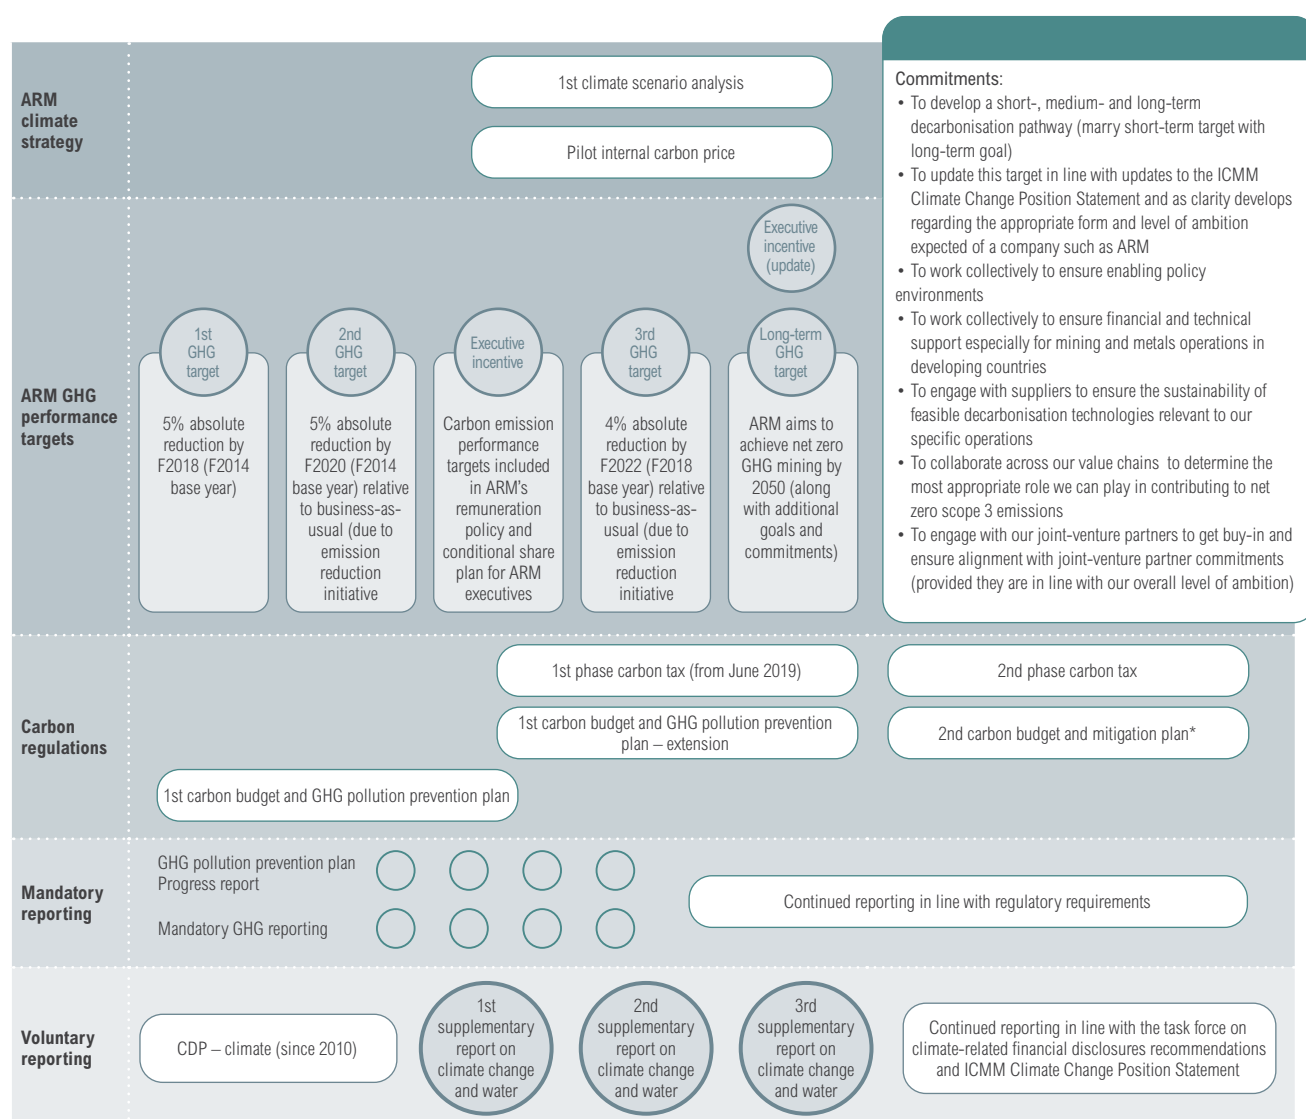 ARM
climate
strategy
1st climate scenario analysis
Pilot internal carbon price
Commitments:
• To develop a short-, medium- and long-term
decarbonisation pathway (marry short-term target with
long-term goal)
• To update this target in line with updates to the ICMM
Climate Change Position Statement and as clarity develops
regarding the appropriate form and level of ambition
expected of a company such as ARM
• To work collectively to ensure enabling policy
environments
• To work collectively to ensure financial and technical
support especially for mining and metals operations in
developing countries
• To engage with suppliers to ensure the sustainability of
feasible decarbonisation technologies relevant to our
specific operations
• To collaborate across our value chains to determine the
most appropriate role we can play in contributing to net
zero scope 3 emissions
• To engage with our joint-venture partners to get buy-in and
ensure alignment with joint-venture partner commitments
(provided they are in line with our overall level of ambition)
ARM GHG
performance
targets
1st
GHG
target
5% absolute
reduction by
F2018 (F2014
base year)
2nd
GHG
target
5% absolute
reduction by
F2020 (F2014
base year) relative
to business-as-
usual (due to
emission
reduction
initiative
Executive
incentive
Carbon emission
performance
targets included
in ARM's
remuneration
policy and
conditional share
plan for ARM
executives
3rd
GHG
target
4% absolute
reduction by
F2022 (F2018
base year) relative
to business-as-
usual (due to
emission
reduction
initiative
Executive
incentive
(update)
Long-term
GHG
target
ARM aims to
achieve net zero
GHG mining by
2050 (along
with additional
goals and
commitments)
Carbon
regulations
1st phase carbon tax (from June 2019)
2nd phase carbon tax
1st carbon budget and GHG pollution prevention
plan – extension
2nd carbon budget and mitigation plan*
1st carbon budget and GHG pollution prevention plan
Mandatory
reporting
GHG pollution prevention plan
Progress report
Mandatory GHG reporting
Continued reporting in line with regulatory requirements
Voluntary
reporting
CDP – climate (since 2010)
1st
supplementary
report on
climate change
and water
2nd
supplementary
report on
climate change
and water
3rd
supplementary
report on
climate change
and water
Continued reporting in line with the task force on
climate-related financial disclosures recommendations
and ICMM Climate Change Position Statement